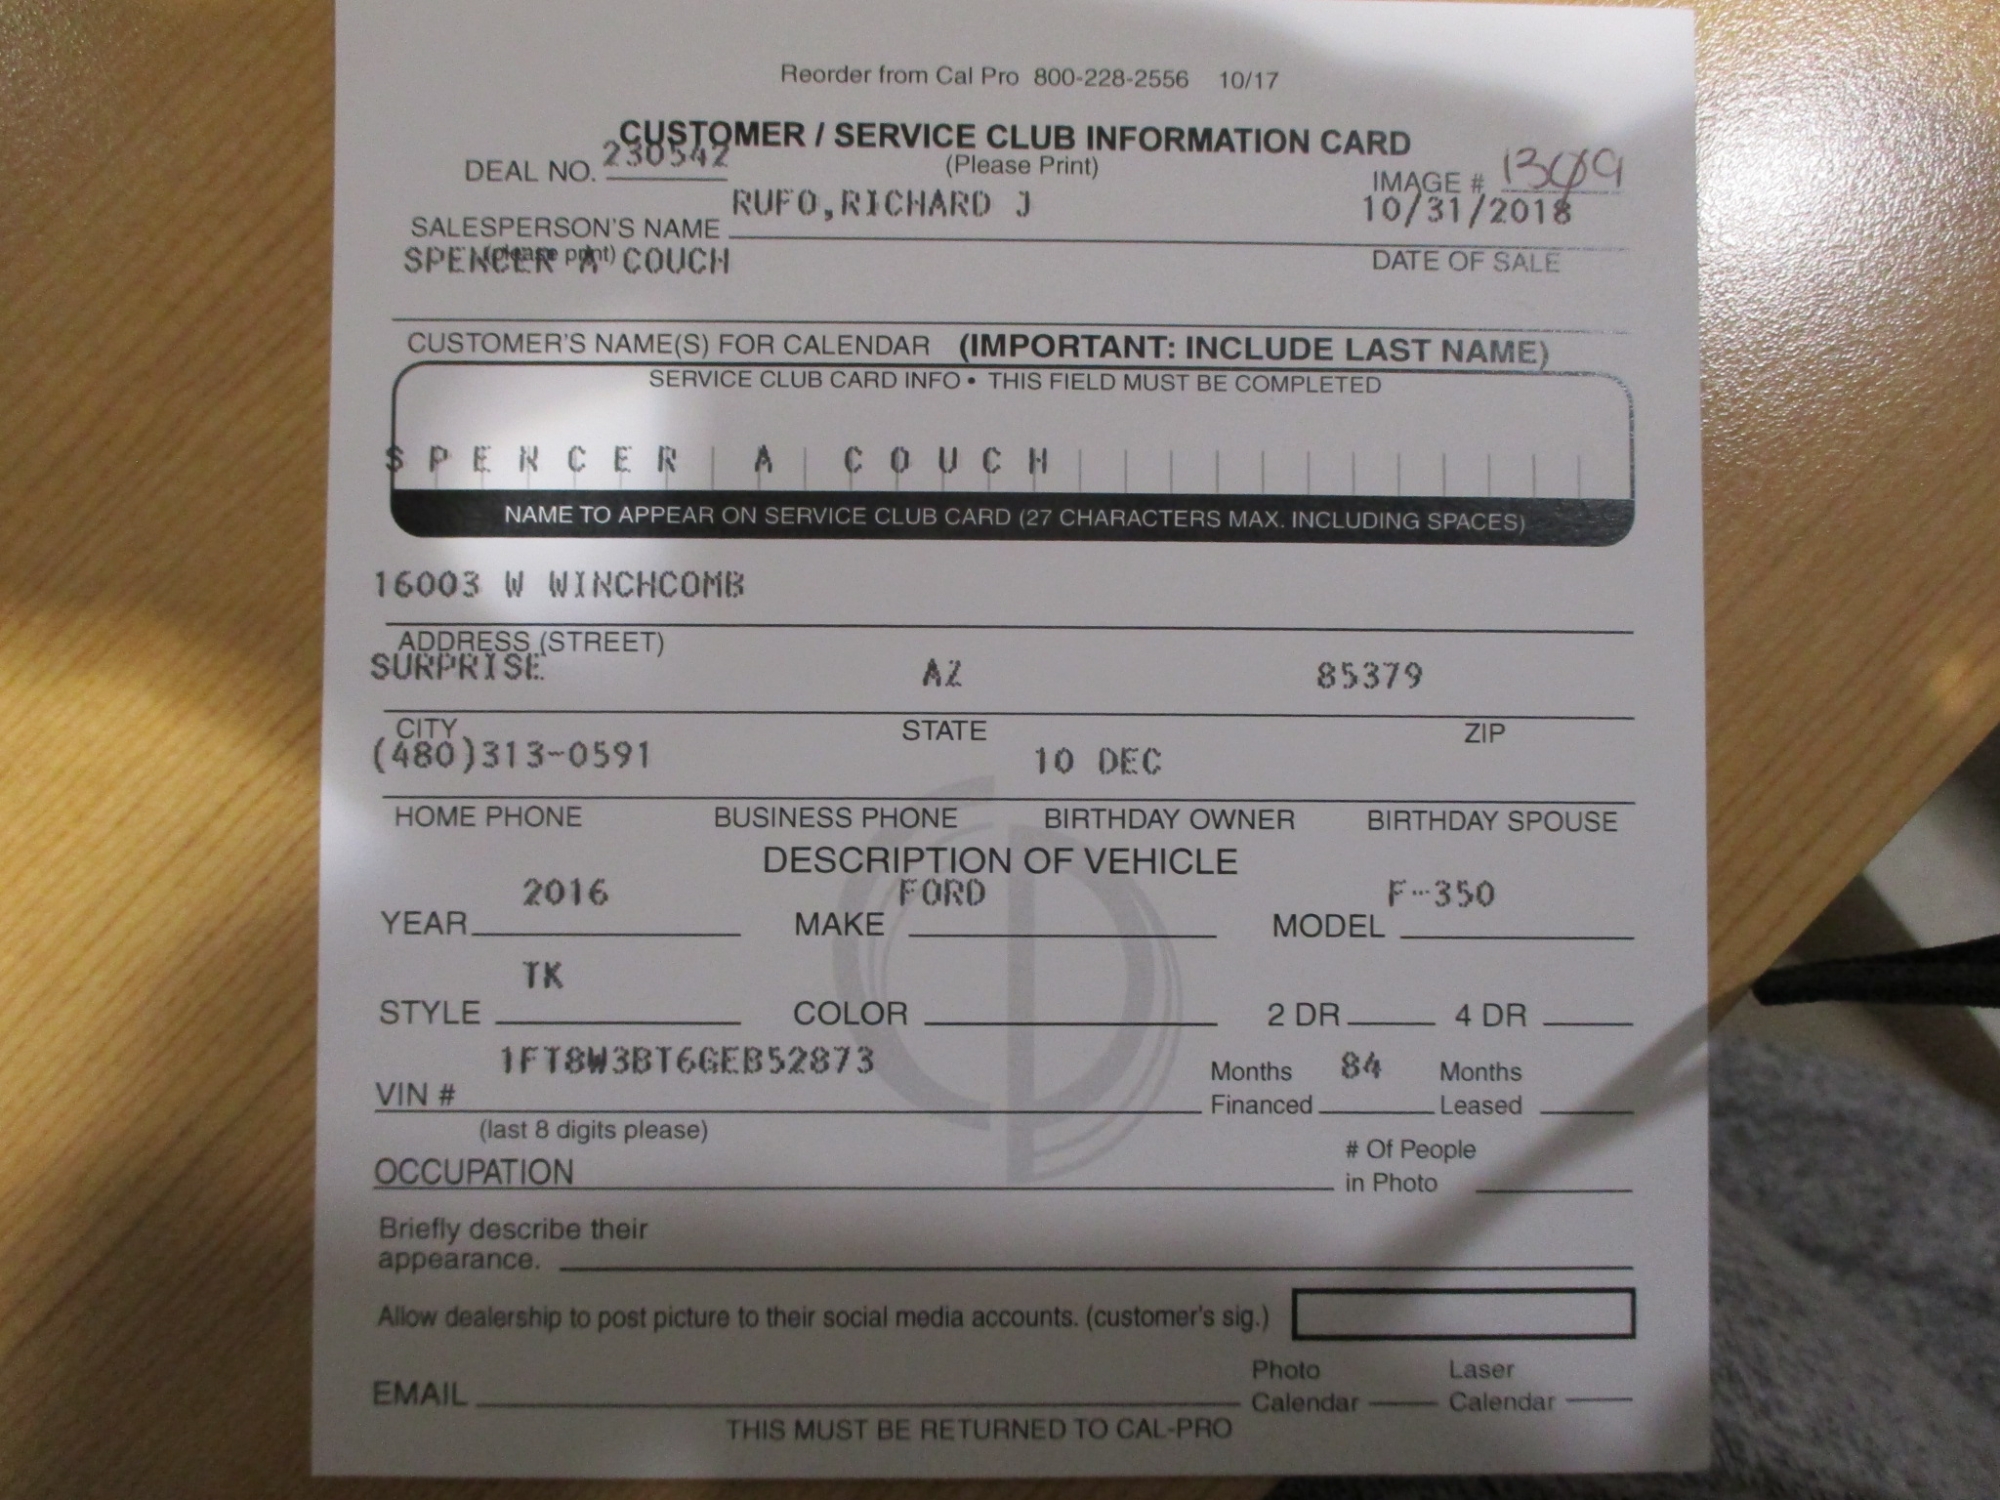 Reorder from Cal Pro 800-228-2556 10/17
CUSTOMER / SERVICE CLUB INFORMATION CARD
DEAL NO. 230542 (Please Print) IMAGE #
RUFO,RICHARD J 10/31/2018
SALESPERSON'S NAME
(please print) DATE OF SALE
SPENCER A COUCH
CUSTOMER'S NAME(S) FOR CALENDAR (IMPORTANT: INCLUDE LAST NAME)
SERVICE CLUB CARD INFO • THIS FIELD MUST BE COMPLETED
SPENCER A COUCH
NAME TO APPEAR ON SERVICE CLUB CARD (27 CHARACTERS MAX. INCLUDING SPACES)
16003 W WINCHCOMB
ADDRESS (STREET)
SURPRISE AZ 85379
CITY STATE ZIP
(480)313-0591 10 DEC
HOME PHONE BUSINESS PHONE BIRTHDAY OWNER BIRTHDAY SPOUSE
DESCRIPTION OF VEHICLE
2016 FORD F-350
YEAR MAKE MODEL
TK
STYLE COLOR 2 DR 4 DR
1FT8W3BT6GEB52873 Months 84 Months
VIN # Financed Leased
(last 8 digits please)
# Of People
OCCUPATION in Photo
Briefly describe their
appearance.
Allow dealership to post picture to their social media accounts. (customer's sig.)
Photo Laser
EMAIL Calendar Calendar
THIS MUST BE RETURNED TO CAL-PRO